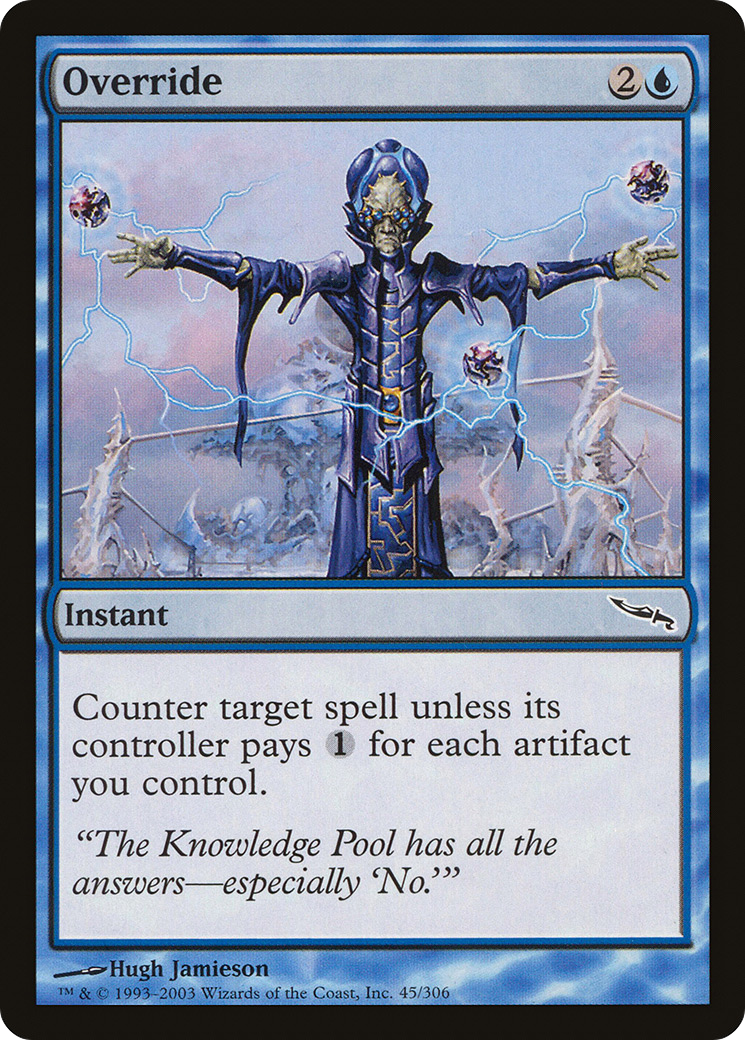 Override 2
Instant
Counter target spell unless its
controller pays 1 for each artifact
you control.
“The Knowledge Pool has all the
answers—especially ‘No.’”
Hugh Jamieson
™ & © 1993–2003 Wizards of the Coast, Inc. 45/306